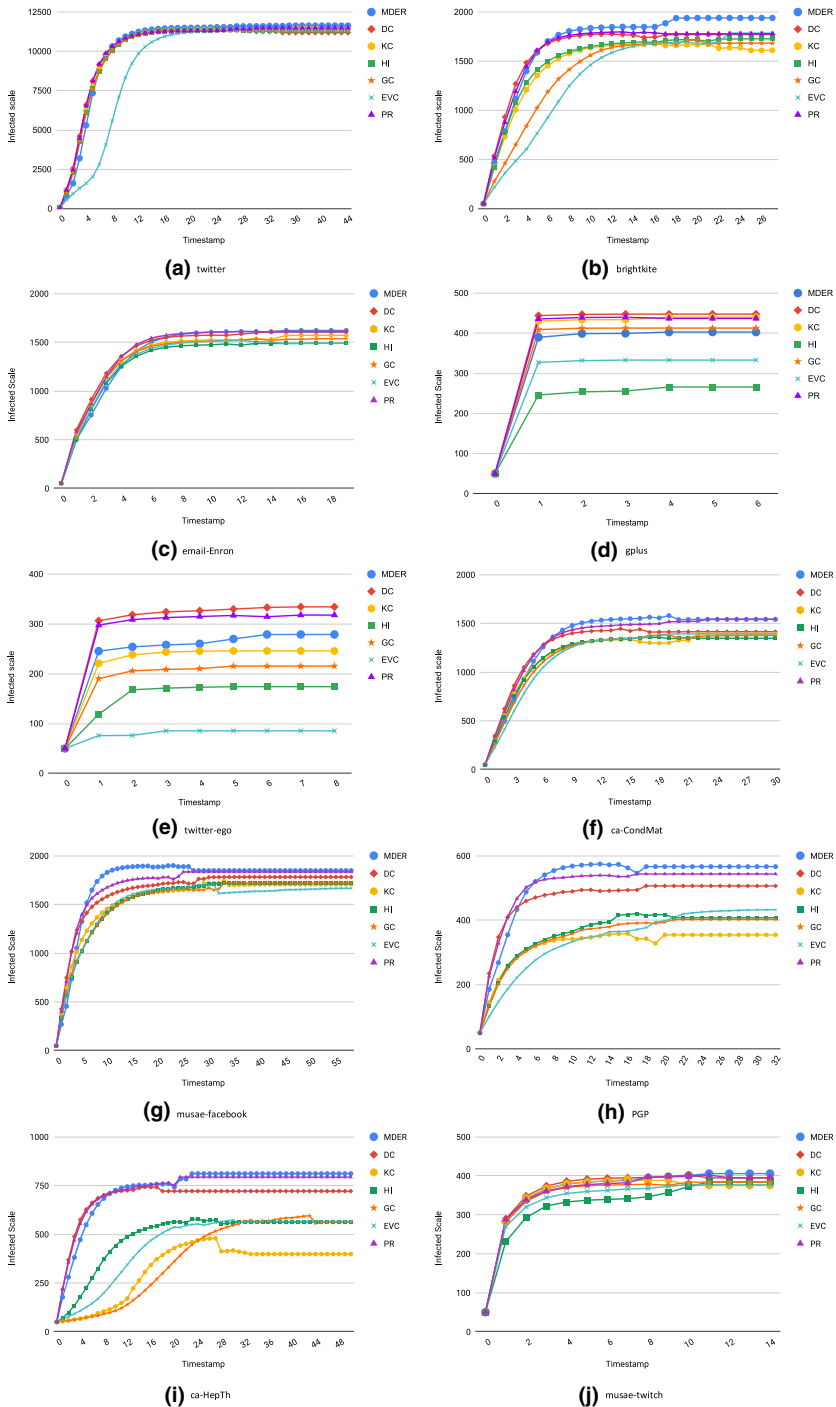 12500
10000
7500
5000
2500
0
Infected scale
0 4 8 12 16 20 24 28 32 36 40 44
Timestamp
MDER
DC
KC
HI
GC
EVC
PR
(a) twitter
2000
1500
1000
500
0
Infected scale
0 2 4 6 8 10 12 14 16 18 20 22 24 26
Timestamp
MDER
DC
KC
HI
GC
EVC
PR
(b) brightkite
2000
1500
1000
500
0
Infected Scale
0 2 4 6 8 10 12 14 16 18
Timestamp
MDER
DC
KC
HI
GC
EVC
PR
(c) email-Enron
500
400
300
200
100
0
Infected Scale
0 1 2 3 4 5 6
Timestamp
MDER
DC
KC
HI
GC
EVC
PR
(d) gplus
400
300
200
100
0
Infected scale
0 1 2 3 4 5 6 7 8
Timestamp
MDER
DC
KC
HI
GC
EVC
PR
(e) twitter-ego
2000
1500
1000
500
0
Infected Scale
0 3 6 9 12 15 18 21 24 27 30
Timestamp
MDER
DC
KC
HI
GC
EVC
PR
(f) ca-CondMat
2000
1500
1000
500
0
Infected Scale
0 5 10 15 20 25 30 35 40 45 50 55
Timestamp
MDER
DC
KC
HI
GC
EVC
PR
(g) musae-facebook
600
400
200
0
Infected Scale
0 2 4 6 8 10 12 14 16 18 20 22 24 26 28 30 32
Timestamp
MDER
DC
KC
HI
GC
EVC
PR
(h) PGP
1000
750
500
250
0
Infected Scale
0 4 8 12 16 20 24 28 32 36 40 44 48
Timestamp
MDER
DC
KC
HI
GC
EVC
PR
(i) ca-HepTh
500
400
300
200
100
0
Infected Scale
0 2 4 6 8 10 12 14
Timestamp
MDER
DC
KC
HI
GC
EVC
PR
(j) musae-twitch